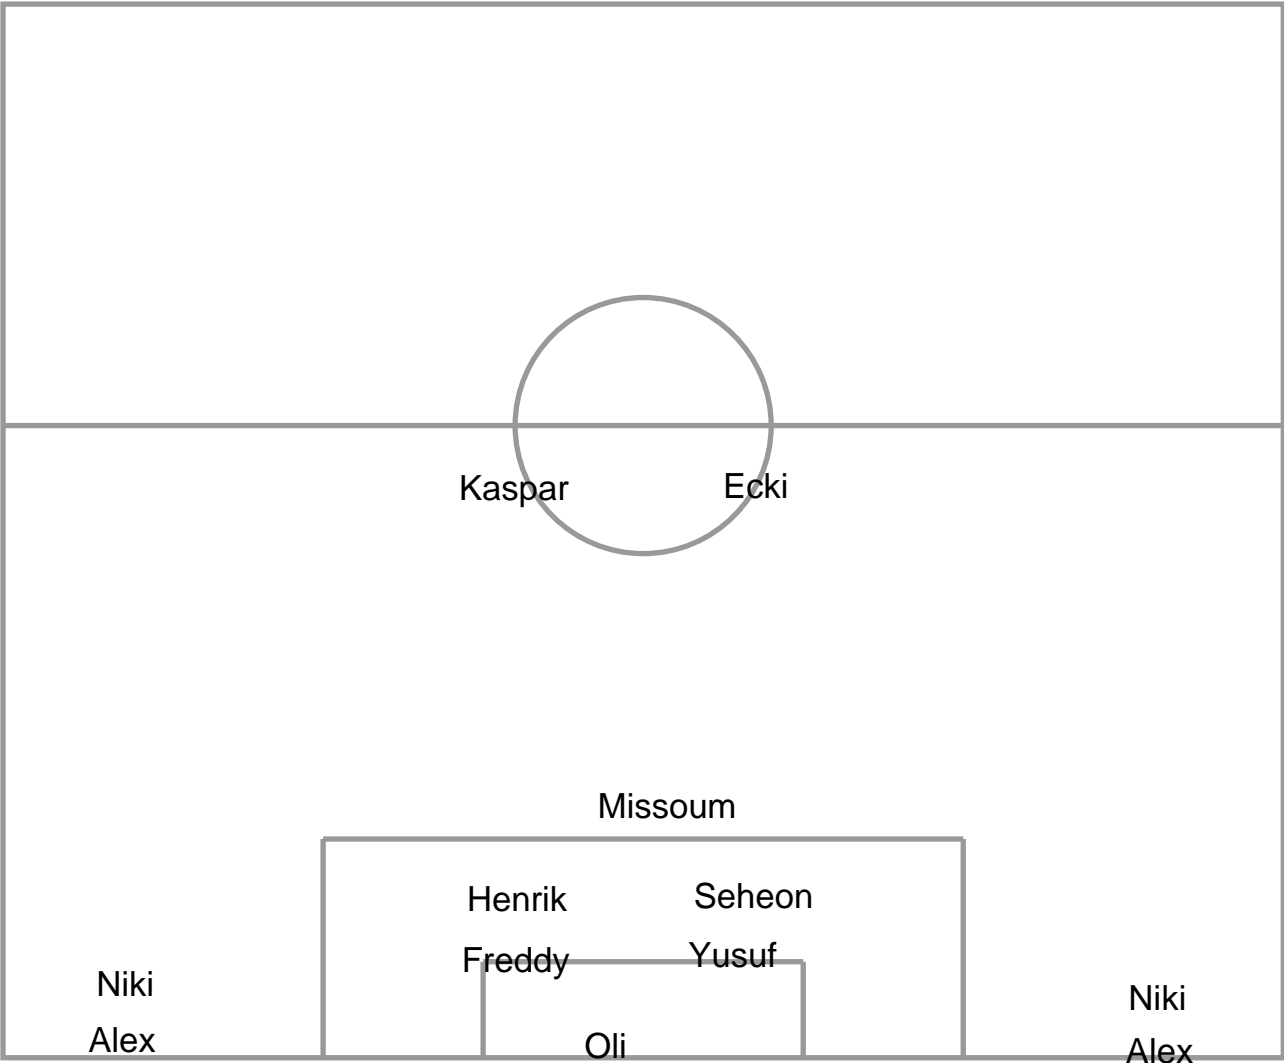 Kaspar Ecki
Missoum
Henrik Seheon
Freddy Yusuf
Niki Niki
Alex Oli Alex